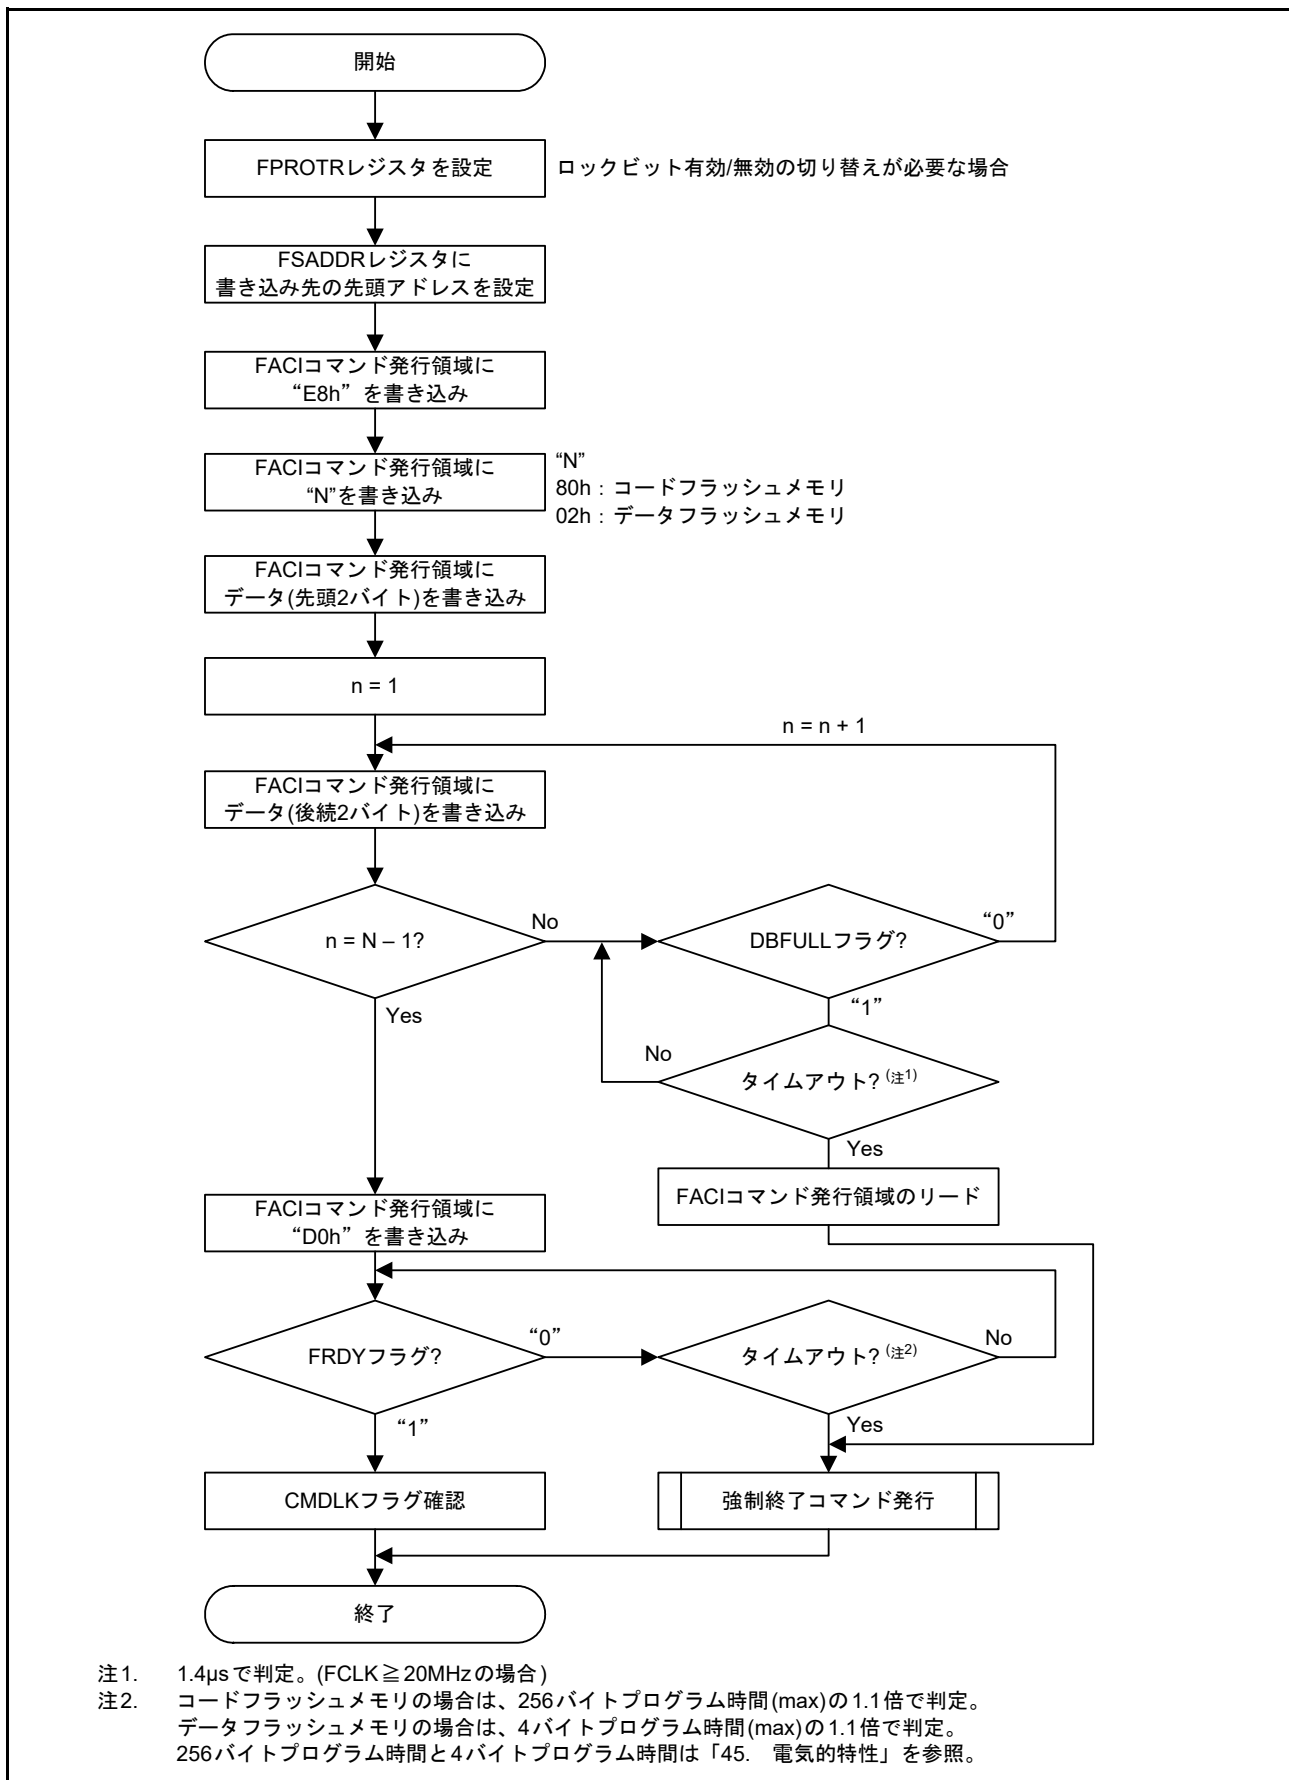 開始
FPROTRレジスタを設定
ロックビット有効/無効の切り替えが必要な場合
FSADDRレジスタに
書き込み先の先頭アドレスを設定
FACIコマンド発行領域に
“E8h”を書き込み
FACIコマンド発行領域に
“N”を書き込み
“N”
80h：コードフラッシュメモリ
02h：データフラッシュメモリ
FACIコマンド発行領域に
データ(先頭2バイト)を書き込み
n = 1
n = n + 1
FACIコマンド発行領域に
データ(後続2バイト)を書き込み
n = N – 1?
No
DBFULLフラグ?
“0”
Yes
“1”
No
タイムアウト? (注1)
Yes
FACIコマンド発行領域のリード
FACIコマンド発行領域に
“D0h”を書き込み
FRDYフラグ?
“0”
タイムアウト? (注2)
No
“1”
Yes
CMDLKフラグ確認
強制終了コマンド発行
終了
注1. 1.4μsで判定。(FCLK≧20MHzの場合)
注2. コードフラッシュメモリの場合は、256バイトプログラム時間(max)の1.1倍で判定。
データフラッシュメモリの場合は、4バイトプログラム時間(max)の1.1倍で判定。
256バイトプログラム時間と4バイトプログラム時間は「45. 電気的特性」を参照。